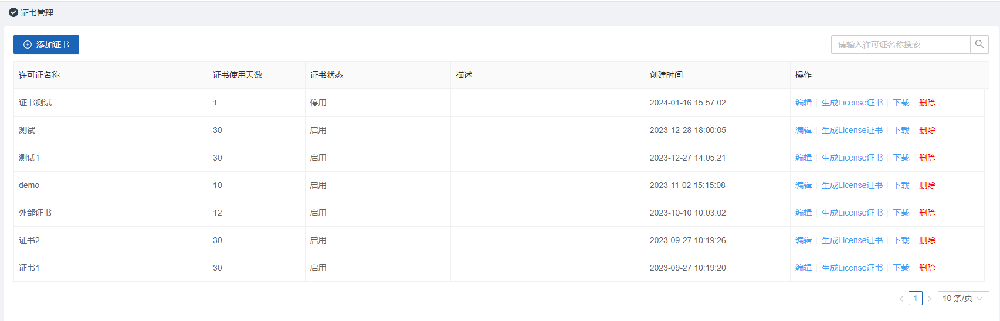 证书管理
添加证书
请输入许可证名称搜索
许可证名称 证书使用天数 证书状态 描述 创建时间 操作
证书测试 1 停用 2024-01-16 15:57:02 编辑 生成License证书 下载 删除
测试 30 启用 2023-12-28 18:00:05 编辑 生成License证书 下载 删除
测试1 30 启用 2023-12-27 14:05:21 编辑 生成License证书 下载 删除
demo 10 启用 2023-11-02 15:15:08 编辑 生成License证书 下载 删除
外部证书 12 启用 2023-10-10 10:03:02 编辑 生成License证书 下载 删除
证书2 30 启用 2023-09-27 10:19:26 编辑 生成License证书 下载 删除
证书1 30 启用 2023-09-27 10:19:20 编辑 生成License证书 下载 删除
1 10 条/页